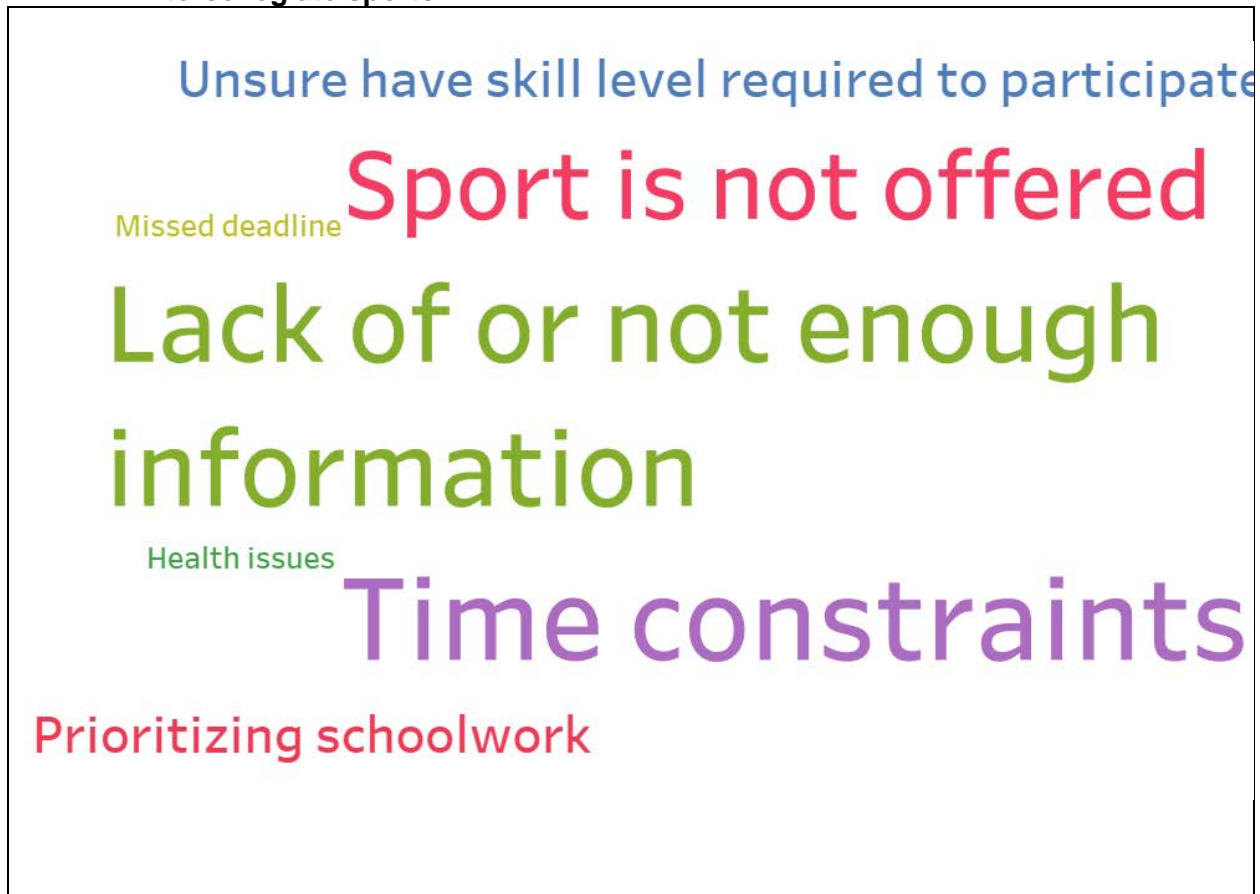 Unsure have skill level required to participate
Sport is not offered
Missed deadline
Lack of or not enough
information
Health issues
Time constraints
Prioritizing schoolwork